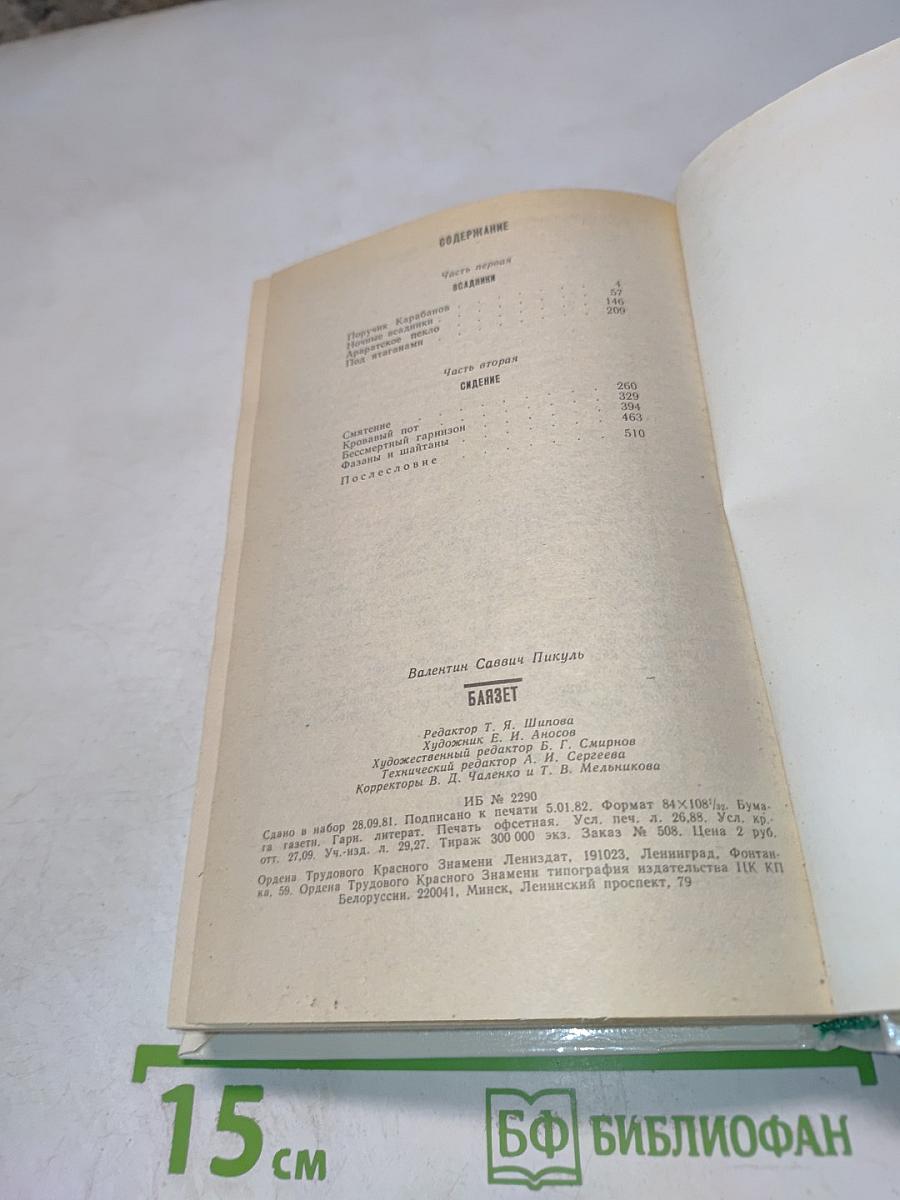 СОДЕРЖАНИЕ
Часть первая
ВСАДНИКИ
Поручик Карабанов . . . . . . 4
Ночные всадники . . . . . . 57
Араратское пекло . . . . . . 146
Под ятаганами . . . . . . 209
Часть вторая
СИДЕНИЕ
Смятение . . . . . . 260
Кровавый пот . . . . . . 329
Бессмертный гарнизон . . . . . . 394
Фазаны и шайтаны . . . . . . 463
Послесловие . . . . . . 510
Валентин Саввич Пикуль
БАЯЗЕТ
Редактор Т. Я. Шипова
Художник Е. И. Аносов
Художественный редактор Б. Г. Смирнов
Технический редактор А. И. Сергеева
Корректоры В. Д. Чаленко и Т. В. Мельникова
ИБ № 2290
Сдано в набор 28.09.81. Подписано к печати 5.01.82. Формат 84×108¹/₃₂. Бума-
га газетн. Гарн. литерат. Печать офсетная. Усл. печ. л. 26,88. Усл. кр.-
отт. 27,09. Уч.-изд. л. 29,27. Тираж 300 000 экз. Заказ № 508. Цена 2 руб.
Ордена Трудового Красного Знамени Лениздат, 191023, Ленинград, Фонтан-
ка, 59. Ордена Трудового Красного Знамени типография издательства ЦК КП
Белоруссии. 220041, Минск, Ленинский проспект, 79
15 см
БФ БИБЛИОФАН